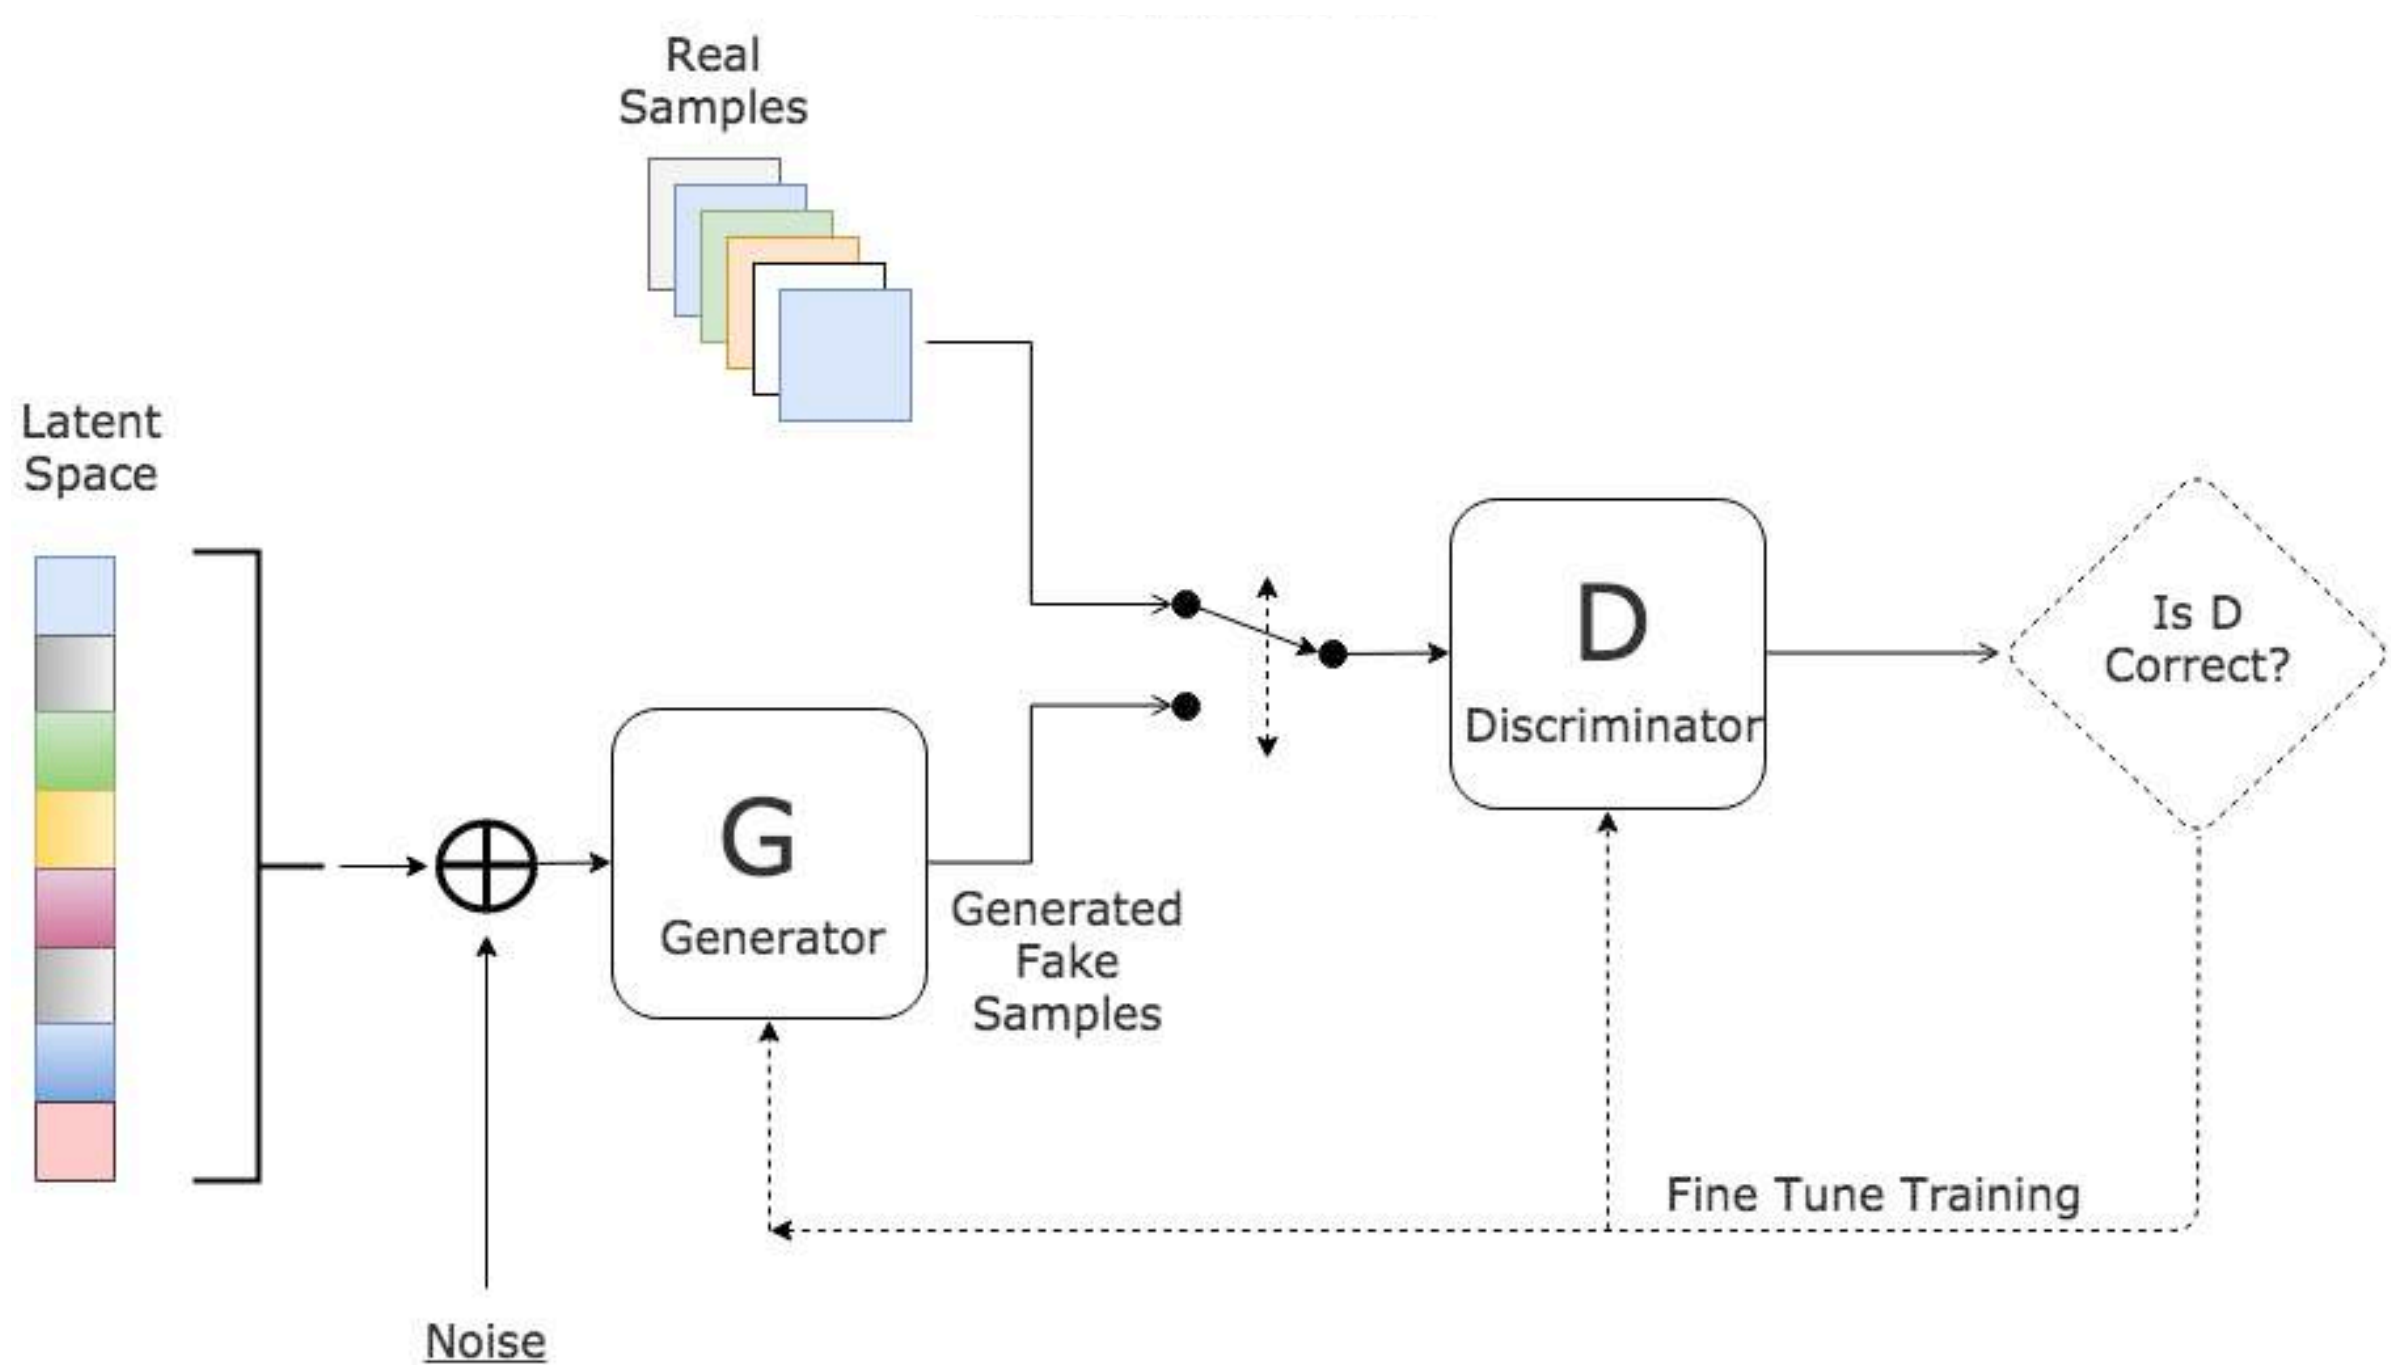 Real
Samples
Latent
Space
Is D
Correct?
D
Discriminator
G
Generator
Generated
Fake
Samples
Fine Tune Training
Noise